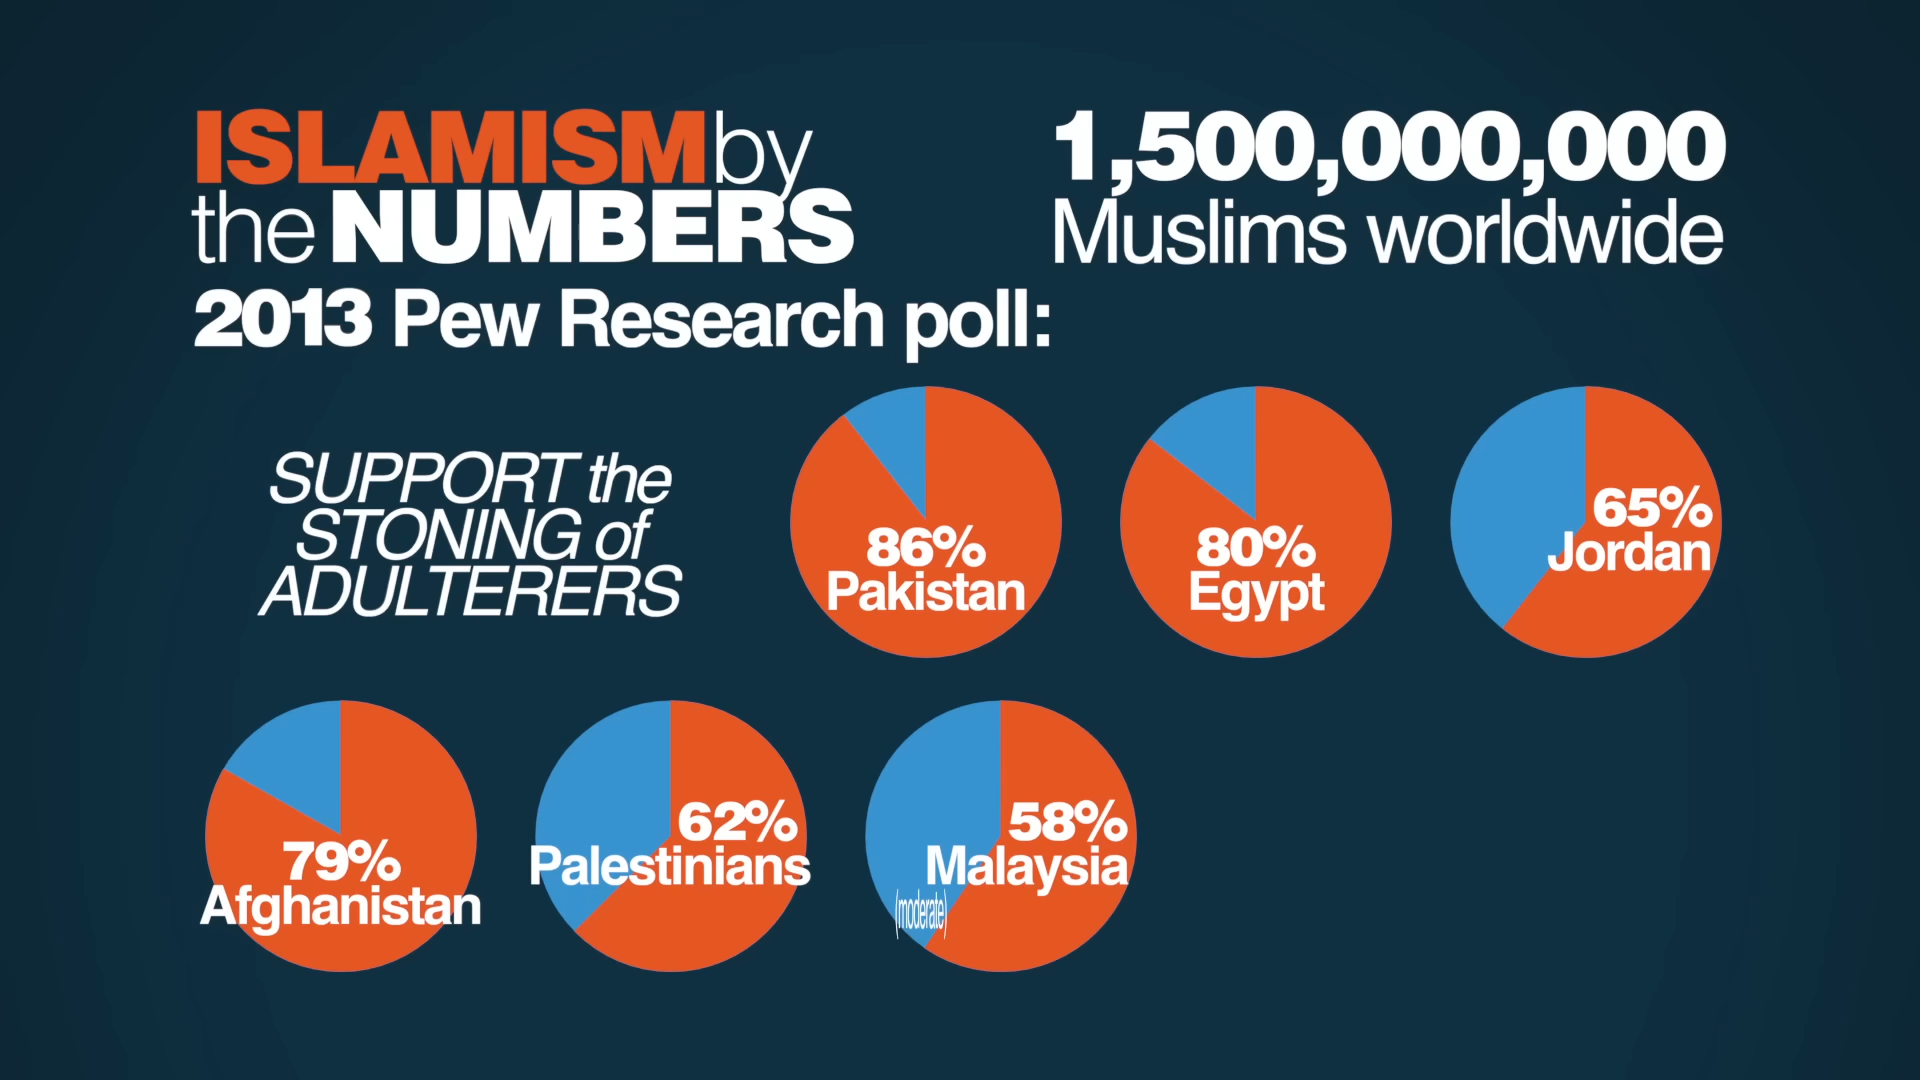 ISLAMISM by
the NUMBERS
1,500,000,000
Muslims worldwide
2013 Pew Research poll:
SUPPORT the
STONING of
ADULTERERS
86%
Pakistan
80%
Egypt
65%
Jordan
79%
Afghanistan
62%
Palestinians
58%
Malaysia
(moderate)